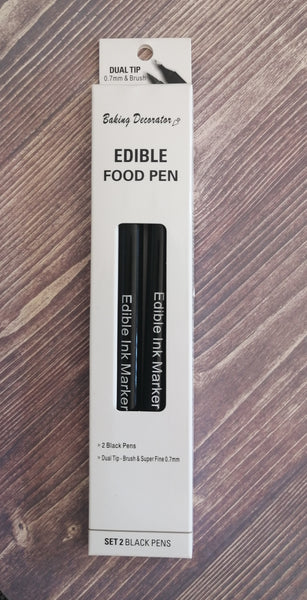 DUAL TIP
0.7mm & Brush
Baking Decorator
EDIBLE
FOOD PEN
Edible Ink Marker
Edible Ink Marker
• 2 Black Pens
• Dual Tip - Brush & Super Fine 0.7mm
SET 2 BLACK PENS